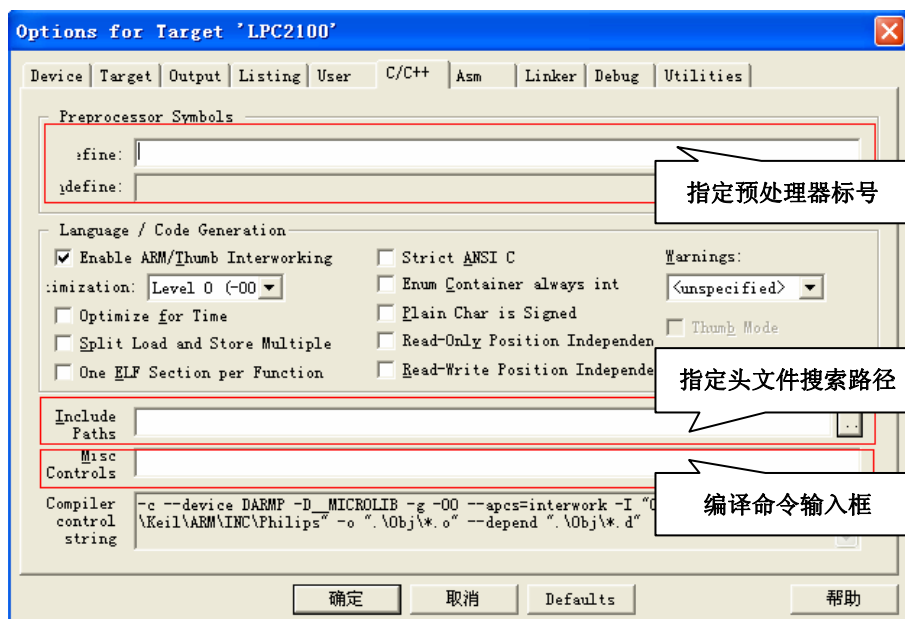 Options for Target 'LPC2100'
Device Target Output Listing User C/C++ Asm Linker Debug Utilities
Preprocessor Symbols
efine:
define:
指定预处理器标号
Language / Code Generation
Enable ARM/Thumb Interworking
Strict ANSI C
Warnings:
imization: Level 0 (-O0
Enum Container always int
<unspecified>
Optimize for Time
Plain Char is Signed
Thumb Mode
Split Load and Store Multiple
Read-Only Position Independen
One ELF Section per Function
Read-Write Position Independe
指定头文件搜索路径
Include
Paths
..
Misc
Controls
编译命令输入框
Compiler
control
string
-c --device DARMP -D__MICROLIB -g -O0 --apcs=interwork -I
\Keil\ARM\INC\Philips" -o ".\Obj\*.o" --depend ".\Obj\*.d"
确定 取消 Defaults 帮助